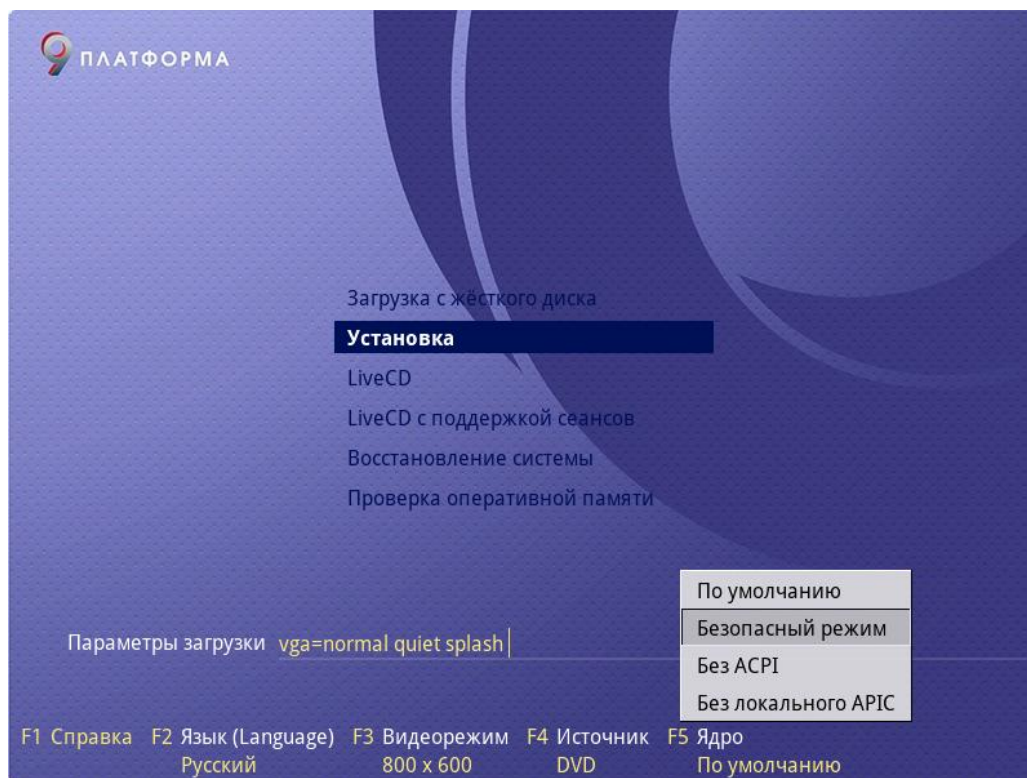 9 ПЛАТФОРМА
Загрузка с жёсткого диска
Установка
LiveCD
LiveCD с поддержкой сеансов
Восстановление системы
Проверка оперативной памяти
По умолчанию
Безопасный режим
Без ACPI
Без локального APIC
Параметры загрузки vga=normal quiet splash
F1 Справка F2 Язык (Language) F3 Видеорежим F4 Источник F5 Ядро
Русский 800 x 600 DVD По умолчанию